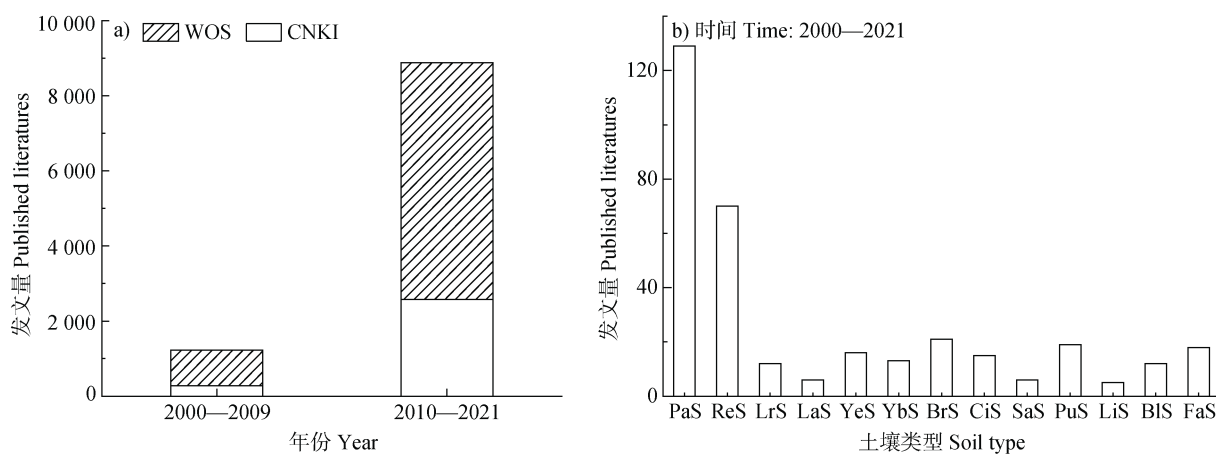 a) WOS CNKI
10 000
8 000
6 000
4 000
2 000
0
发文量 Published literatures
2000—2009 2010—2021
年份 Year
b) 时间 Time: 2000—2021
120
80
40
0
发文量 Published literatures
PaS ReS LrS LaS YeS YbS BrS CiS SaS PuS LiS BlS FaS
土壤类型 Soil type